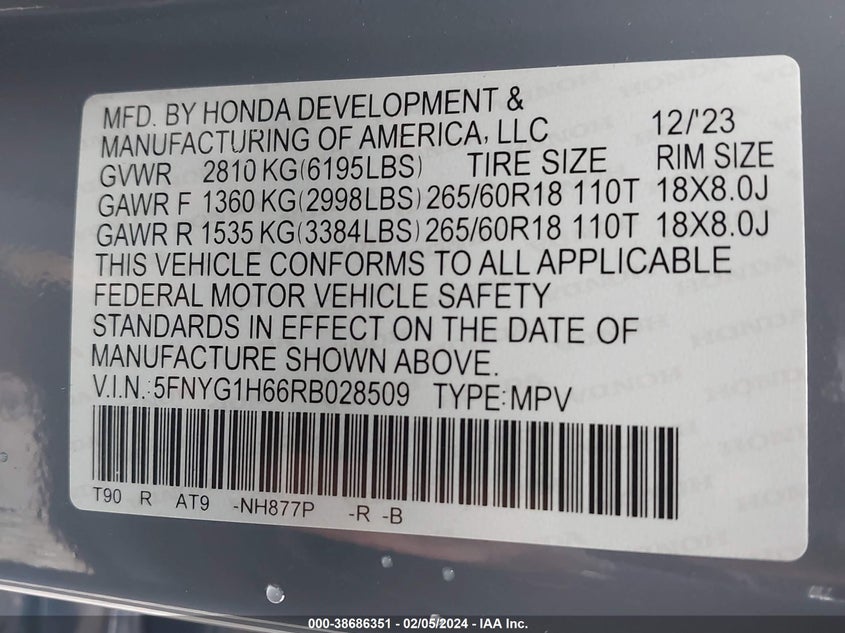 MFD. BY HONDA DEVELOPMENT &
MANUFACTURING OF AMERICA, LLC 12/'23
GVWR 2810 KG(6195LBS) TIRE SIZE RIM SIZE
GAWR F 1360 KG(2998LBS) 265/60R18 110T 18X8.0J
GAWR R 1535 KG(3384LBS) 265/60R18 110T 18X8.0J
THIS VEHICLE CONFORMS TO ALL APPLICABLE
FEDERAL MOTOR VEHICLE SAFETY
STANDARDS IN EFFECT ON THE DATE OF
MANUFACTURE SHOWN ABOVE.
V.I.N.: 5FNYG1H66RB028509 TYPE: MPV
T90 R AT9 -NH877P -R -B
000-38686351 - 02/05/2024 - IAA Inc.